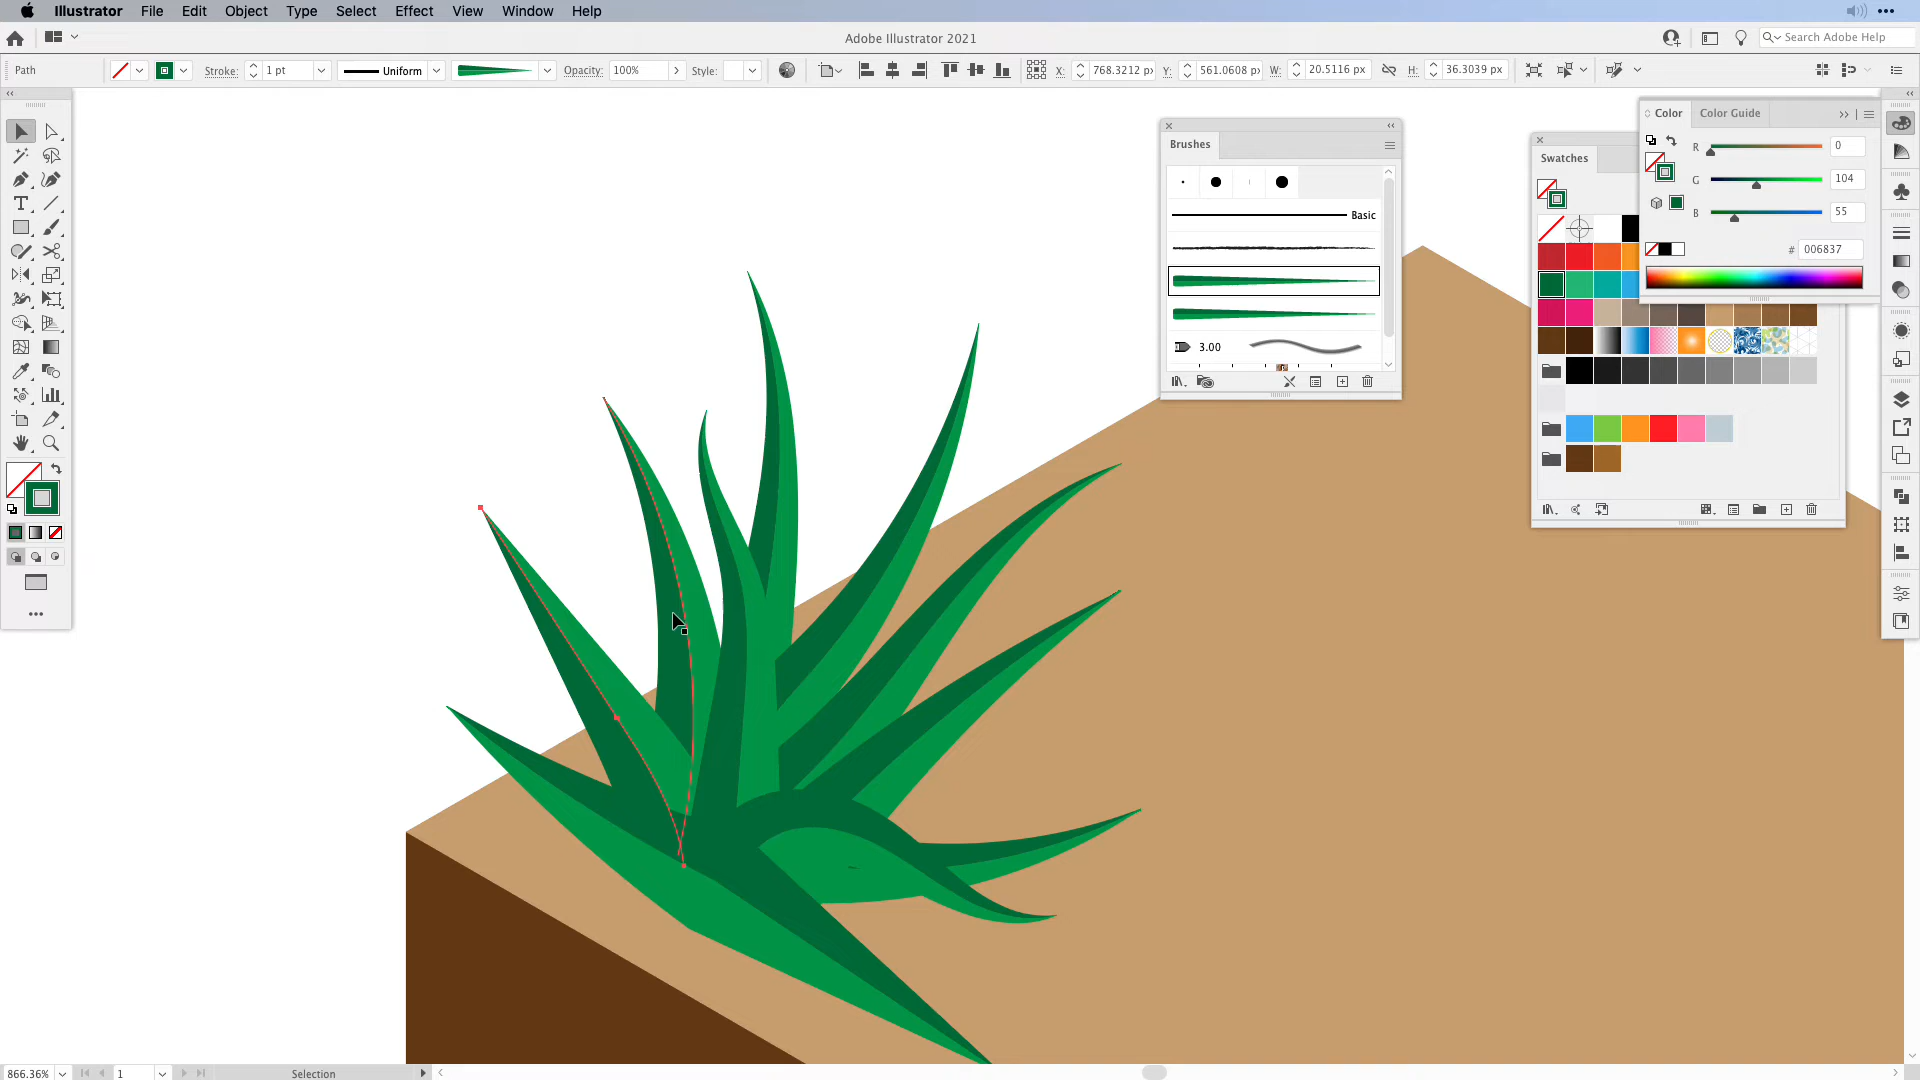 Illustrator File Edit Object Type Select Effect View Window Help
Adobe Illustrator 2021
Search Adobe Help
Path
Stroke: 1 pt
Uniform
Opacity: 100%
Style:
X: 768.3212 px
Y: 561.0608 px
W: 20.5116 px
H: 36.3039 px
Brushes
Basic
3.00
Swatches
Color Color Guide
R 0
G 104
B 55
# 006837
866.36%
1
Selection